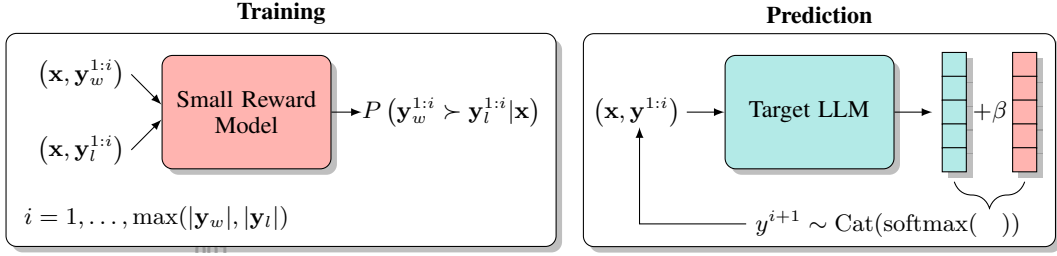 Training
(x, y_w^{1:i})
(x, y_l^{1:i})
Small Reward
Model
P (y_w^{1:i} ≻ y_l^{1:i}|x)
i = 1, . . . , max(|y_w|, |y_l|)
Prediction
(x, y^{1:i})
Target LLM
+β
y^{i+1} ∼ Cat(softmax( ))